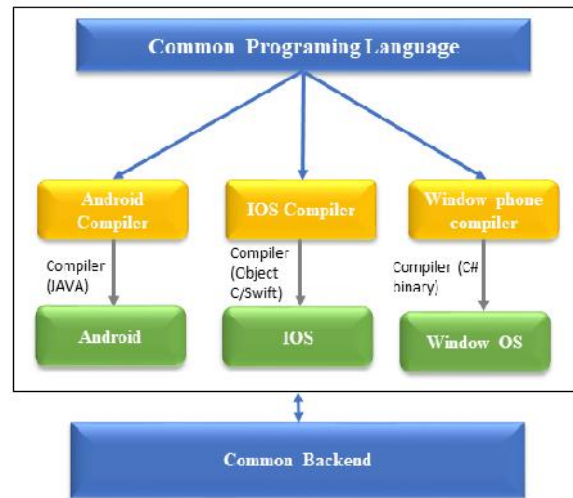 Common Programing Language
Android
Compiler
IOS Compiler
Window phone
compiler
Compiler
(JAVA)
Compiler
(Object
C/Swift)
Compiler (C#
binary)
Android
IOS
Window OS
Common Backend